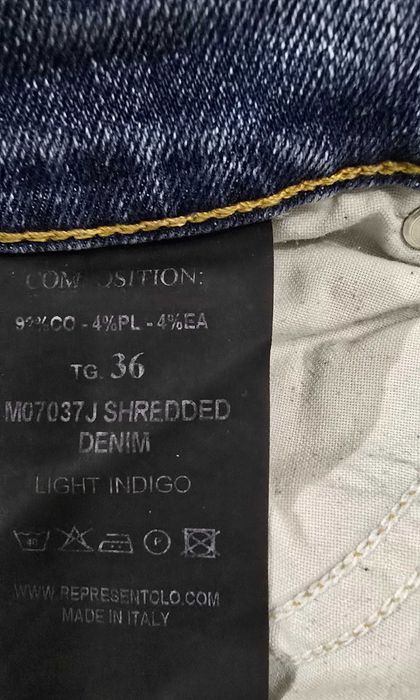 COMPOSITION:
92%CO - 4%PL - 4%EA
TG. 36
M07037J SHREDDED
DENIM
LIGHT INDIGO
WWW.REPRESENTCLO.COM
MADE IN ITALY